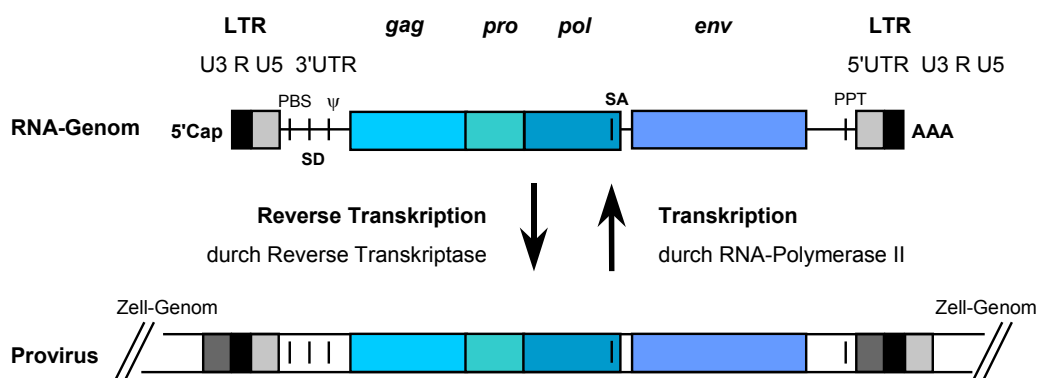 LTR gag pro pol env LTR
U3 R U5 3'UTR 5'UTR U3 R U5
PBS ψ SA PPT
RNA-Genom 5'Cap AAA
SD
Reverse Transkription Transkription
durch Reverse Transkriptase durch RNA-Polymerase II
Zell-Genom Zell-Genom
Provirus